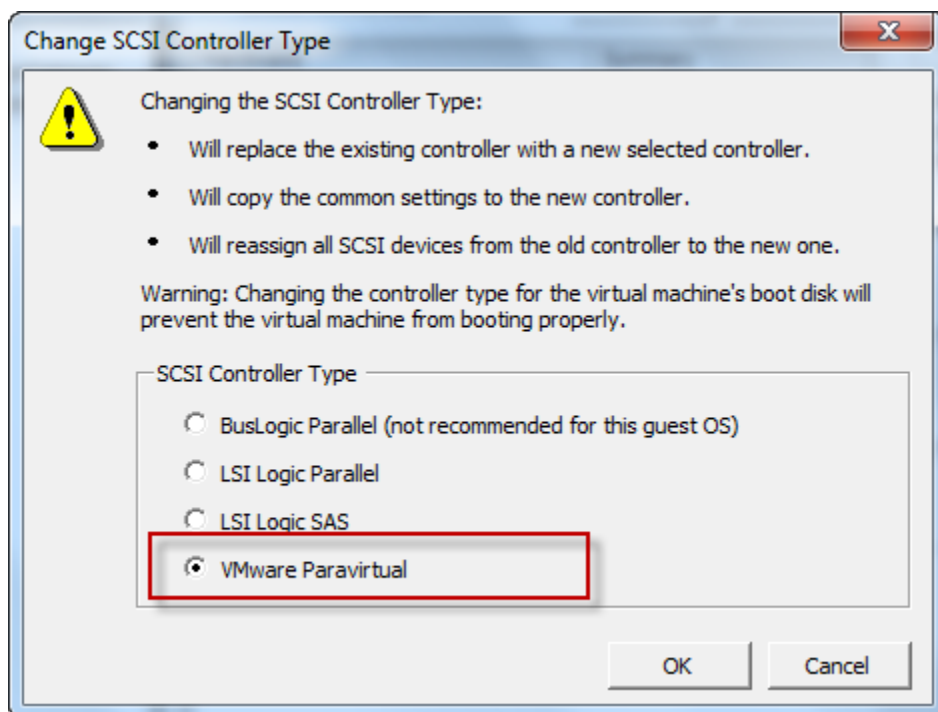 Change SCSI Controller Type
Changing the SCSI Controller Type:
• Will replace the existing controller with a new selected controller.
• Will copy the common settings to the new controller.
• Will reassign all SCSI devices from the old controller to the new one.
Warning: Changing the controller type for the virtual machine's boot disk will
prevent the virtual machine from booting properly.
SCSI Controller Type
BusLogic Parallel (not recommended for this guest OS)
LSI Logic Parallel
LSI Logic SAS
VMware Paravirtual
OK Cancel